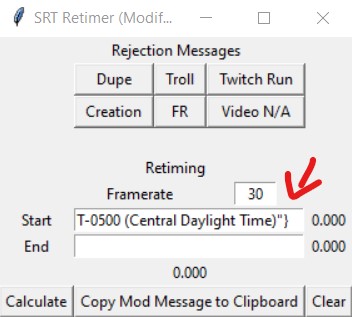 SRT Retimer (Modif...
Rejection Messages
Dupe Troll Twitch Run
Creation FR Video N/A
Retiming
Framerate 30
Start T-0500 (Central Daylight Time)"} 0.000
End 0.000
0.000
Calculate Copy Mod Message to Clipboard Clear